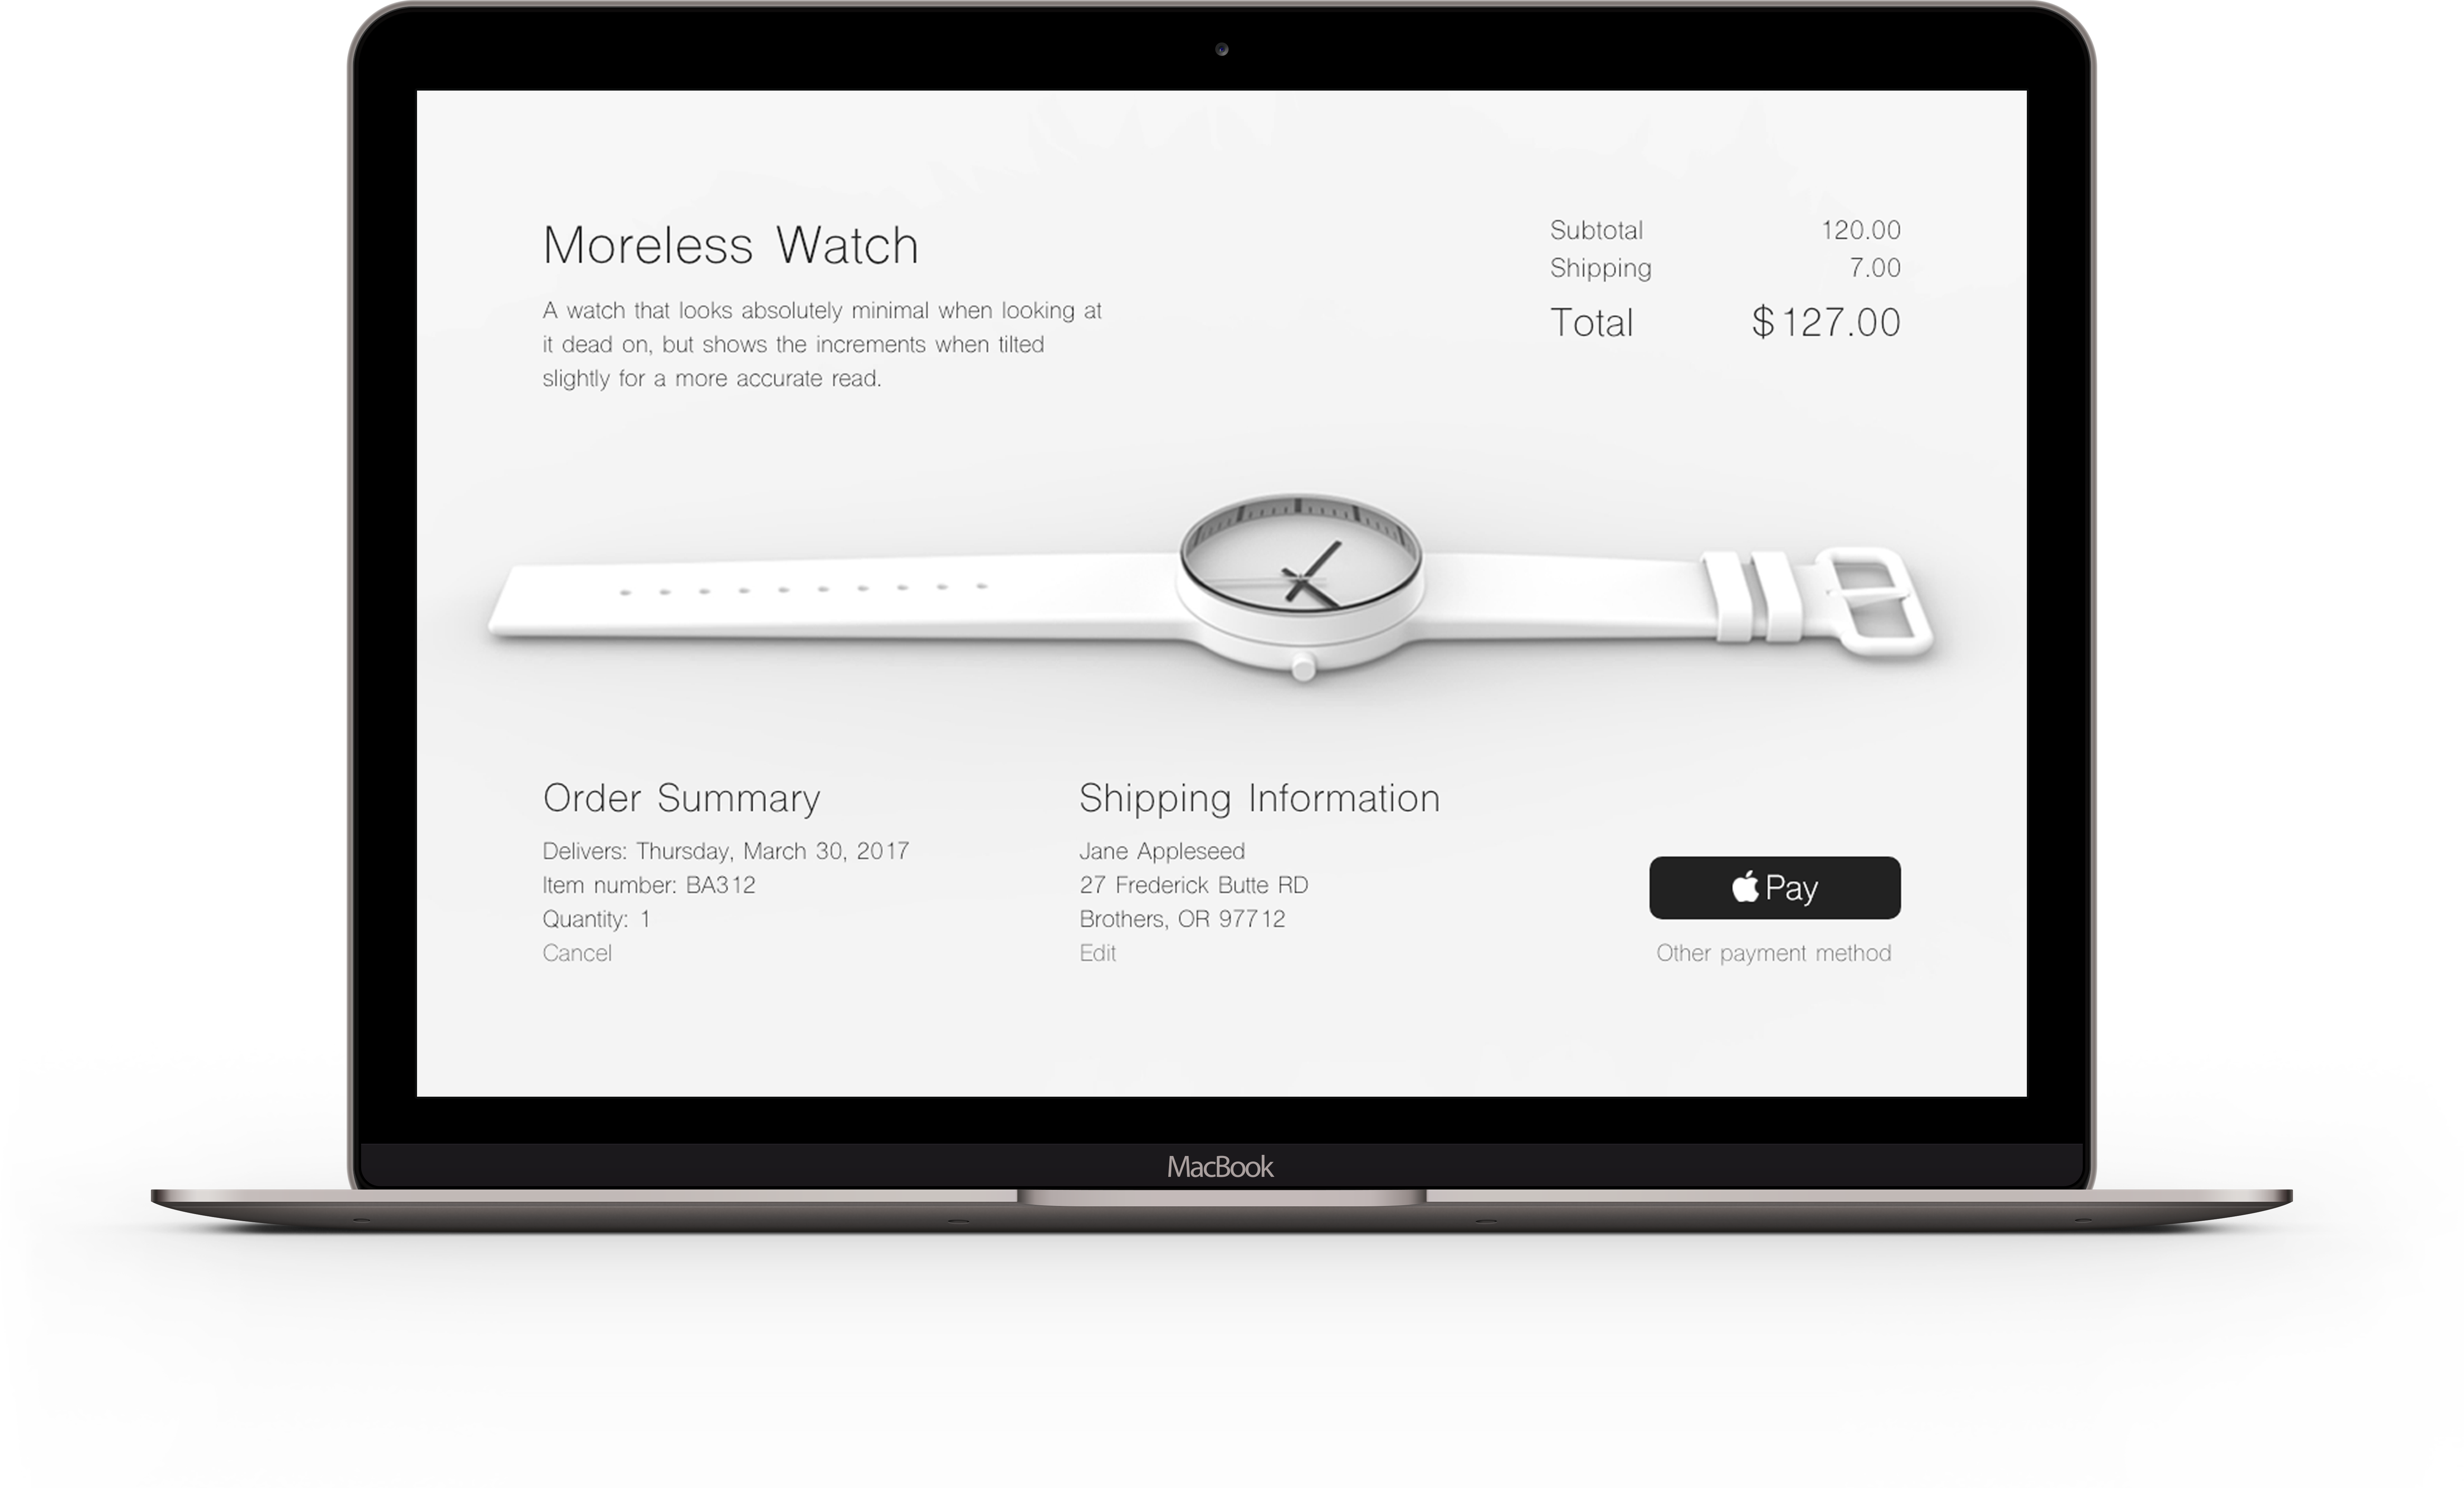 Moreless Watch
A watch that looks absolutely minimal when looking at
it dead on, but shows the increments when tilted
slightly for a more accurate read.
Subtotal 120.00
Shipping 7.00
Total $127.00
Order Summary
Delivers: Thursday, March 30, 2017
Item number: BA312
Quantity: 1
Cancel
Shipping Information
Jane Appleseed
27 Frederick Butte RD
Brothers, OR 97712
Edit
Pay
Other payment method
MacBook